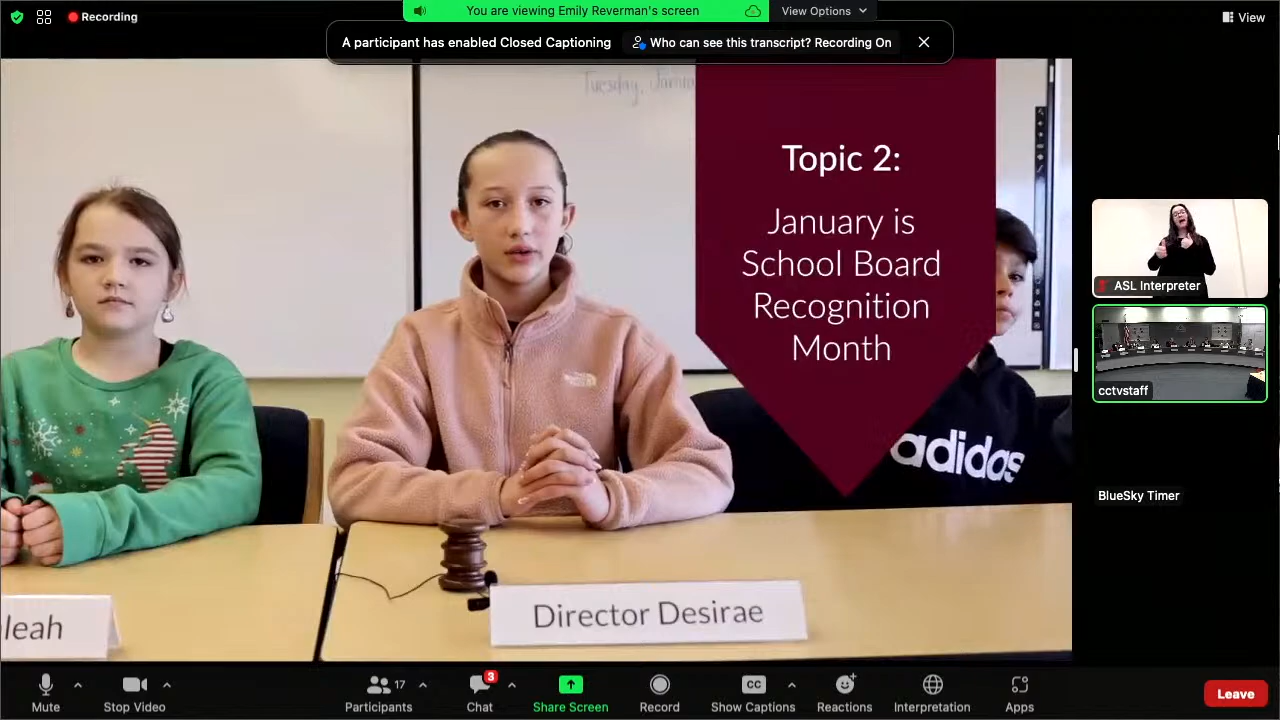 Recording
You are viewing Emily Reverman's screen
View Options
View
A participant has enabled Closed Captioning
Who can see this transcript? Recording On
Tuesday,
Topic 2:
January is
School Board
Recognition
Month
adidas
ASL Interpreter
cctvstaff
BlueSky Timer
leah
Director Desirae
Mute
Stop Video
Participants
17
Chat
3
Share Screen
Record
CC
Show Captions
Reactions
Interpretation
Apps
Leave